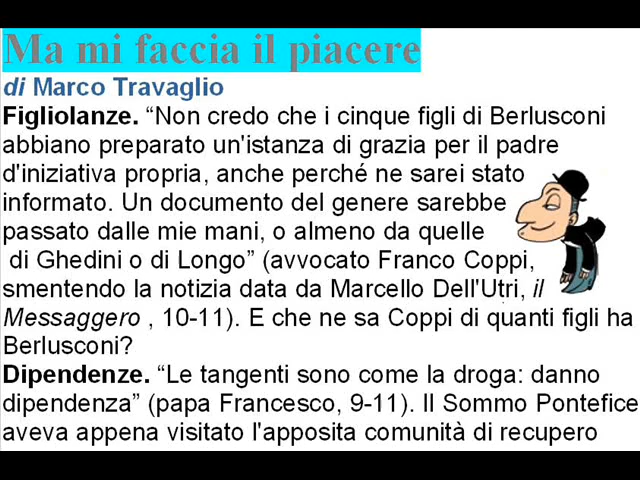 Ma mi faccia il piacere
di Marco Travaglio
Figliolanze. “Non credo che i cinque figli di Berlusconi
abbiano preparato un'istanza di grazia per il padre
d'iniziativa propria, anche perché ne sarei stato
informato. Un documento del genere sarebbe
passato dalle mie mani, o almeno da quelle
di Ghedini o di Longo” (avvocato Franco Coppi,
smentendo la notizia data da Marcello Dell'Utri, il
Messaggero , 10-11). E che ne sa Coppi di quanti figli ha
Berlusconi?
Dipendenze. “Le tangenti sono come la droga: danno
dipendenza” (papa Francesco, 9-11). Il Sommo Pontefice
aveva appena visitato l'apposita comunità di recupero